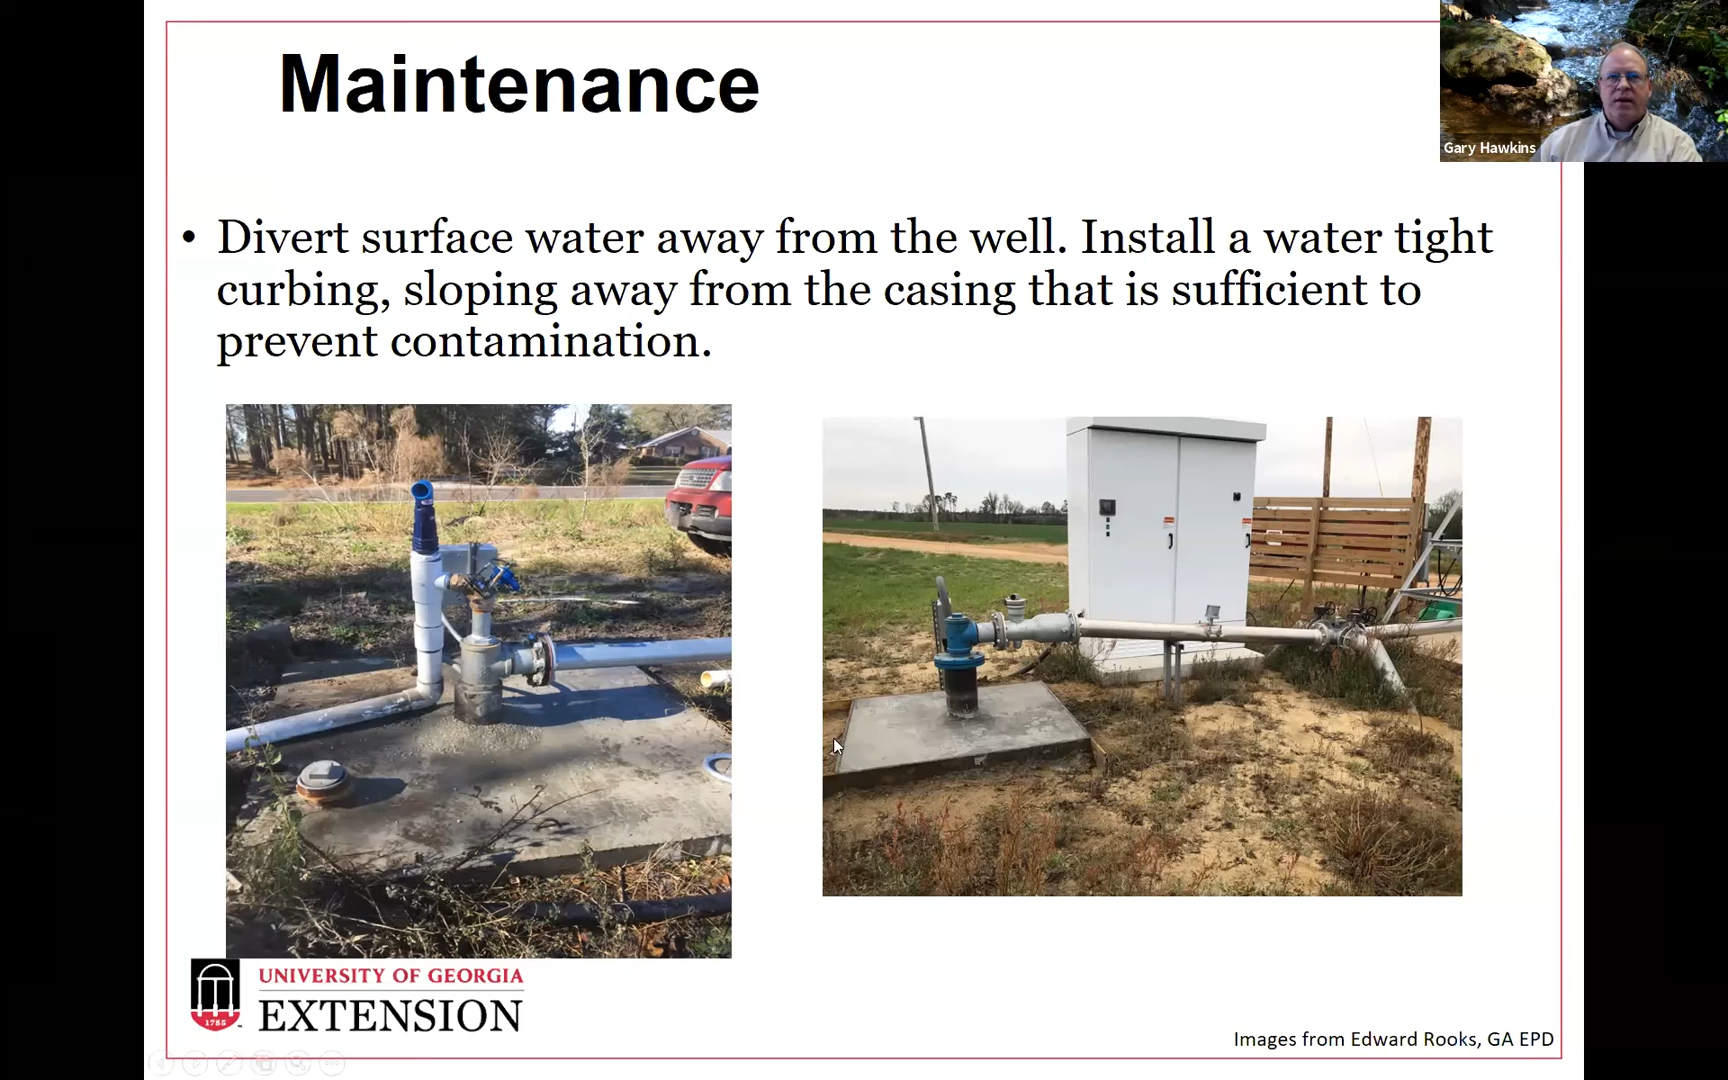 Maintenance
Gary Hawkins
• Divert surface water away from the well. Install a water tight
curbing, sloping away from the casing that is sufficient to
prevent contamination.
1785
UNIVERSITY OF GEORGIA
EXTENSION
Images from Edward Rooks, GA EPD